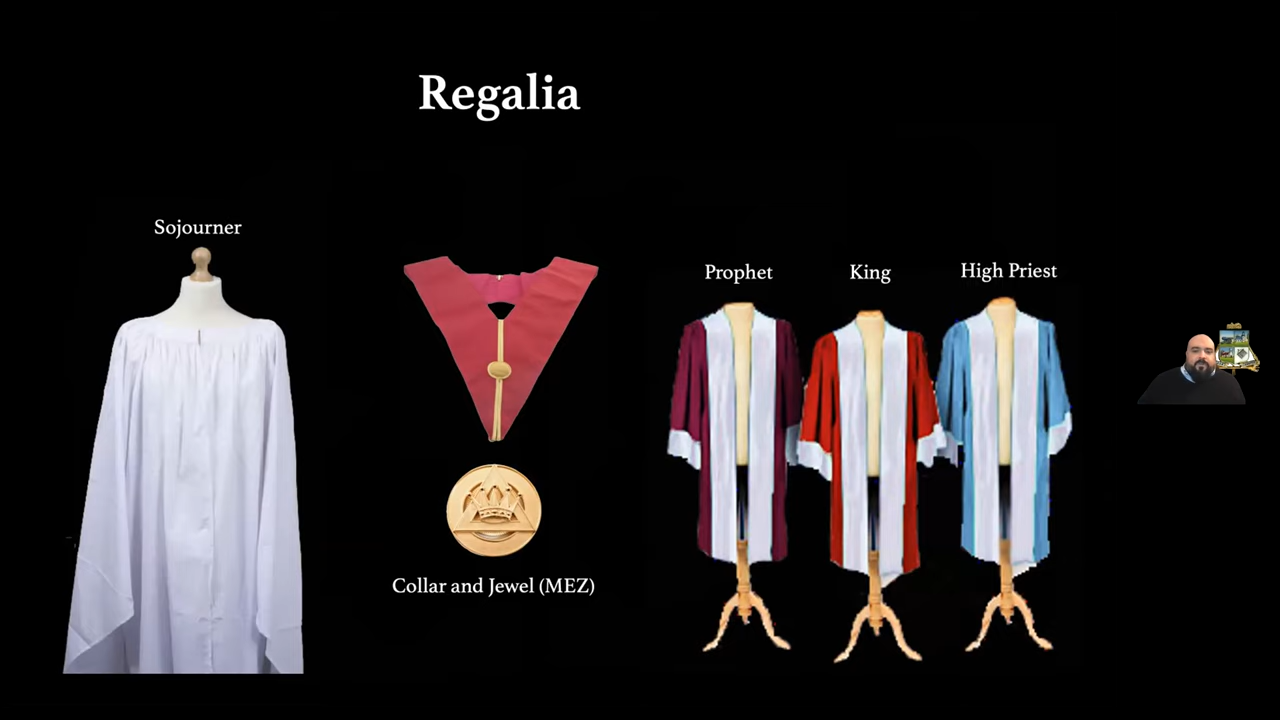 Regalia
Sojourner
Collar and Jewel (MEZ)
Prophet
King
High Priest